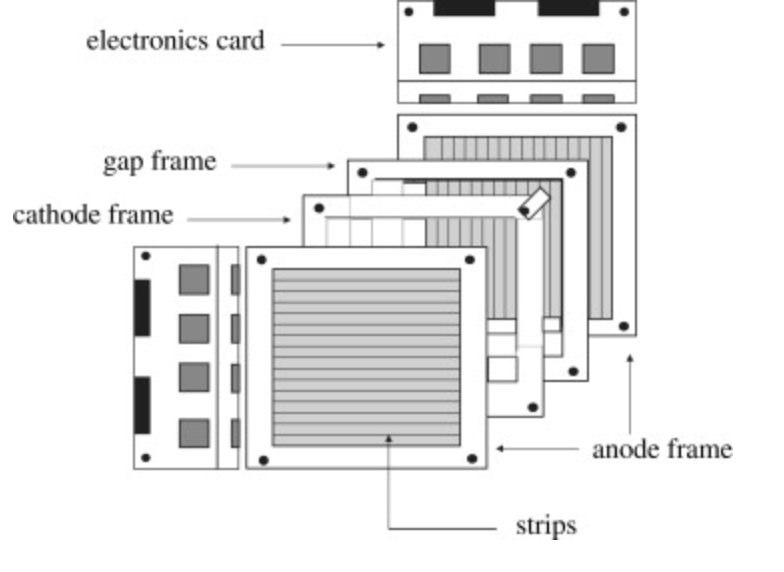 electronics card
gap frame
cathode frame
anode frame
strips